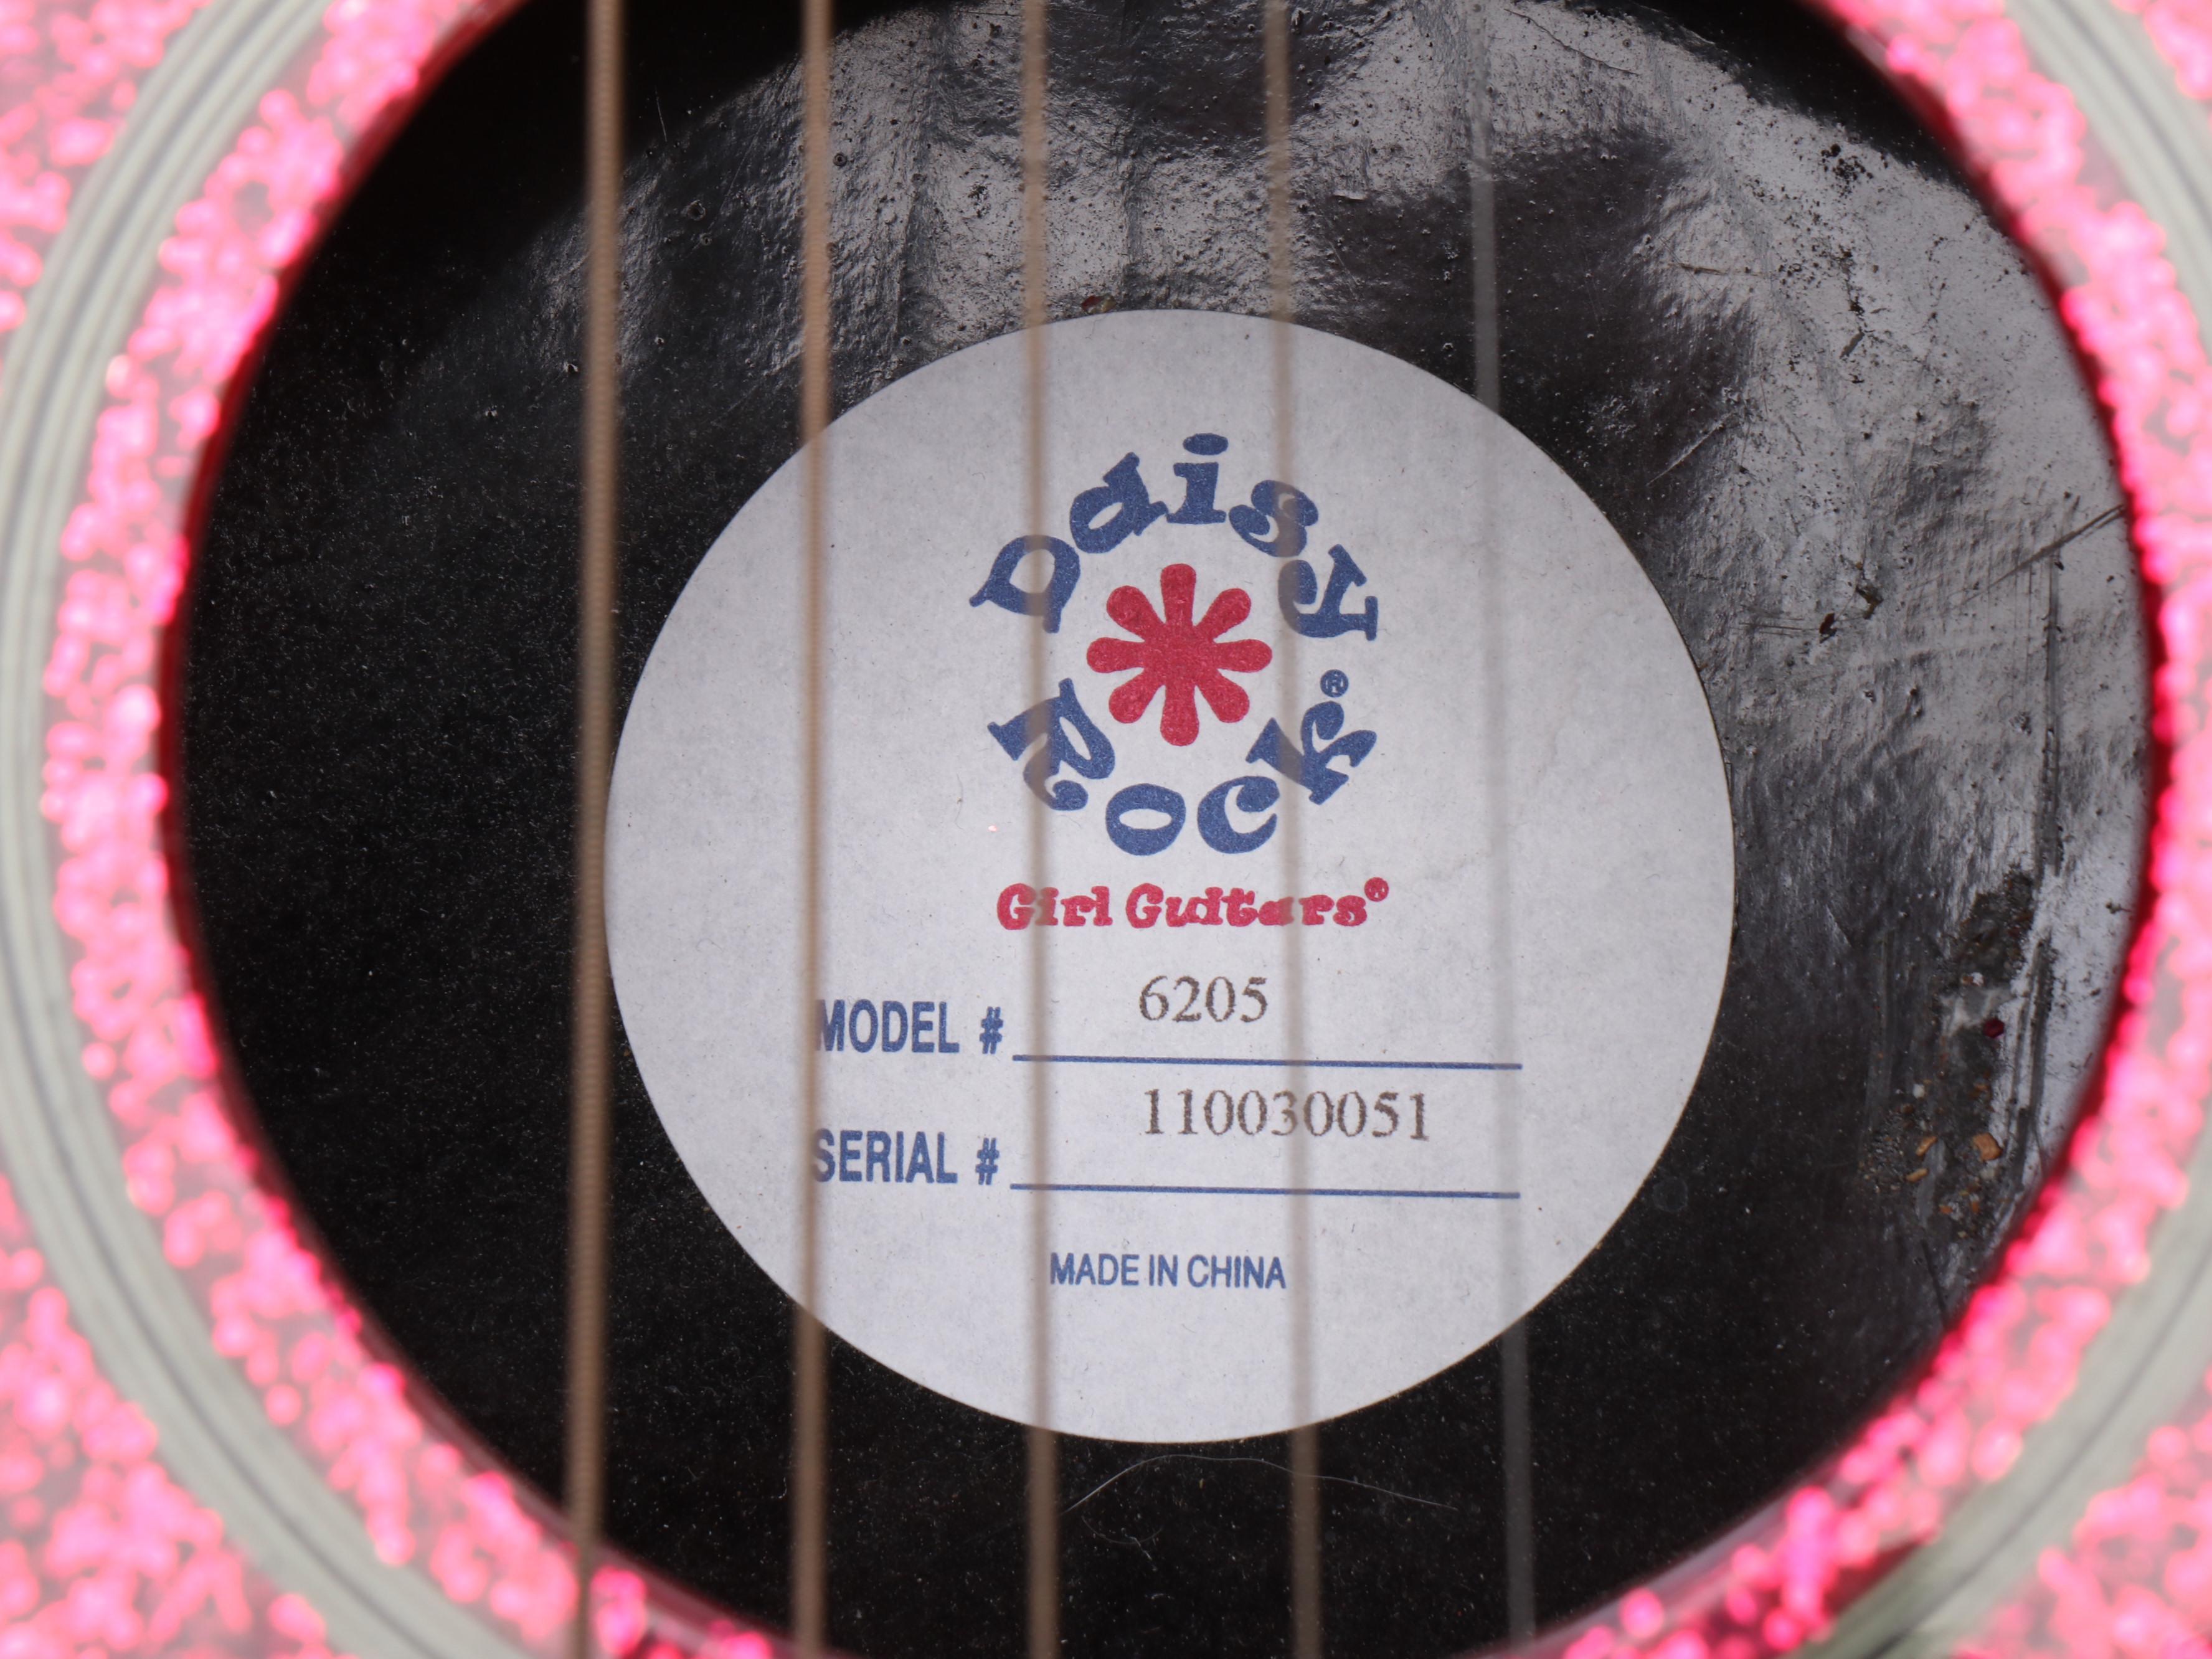 Daisy
Rock®
Girl Guitars®
MODEL # 6205
SERIAL # 110030051
MADE IN CHINA